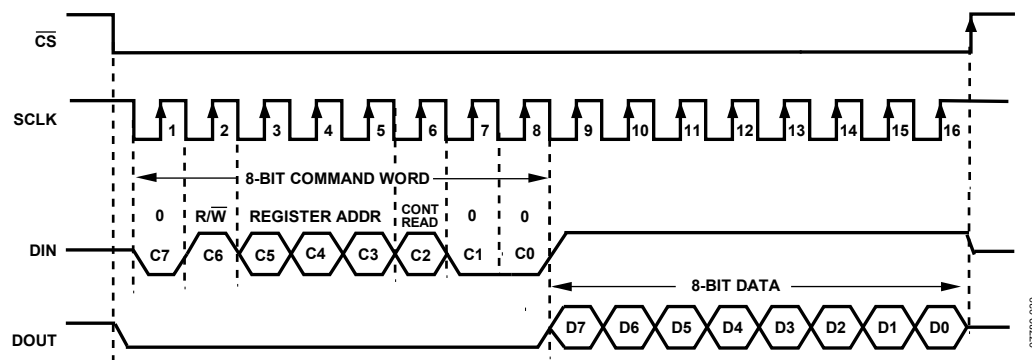 CS
SCLK
1 2 3 4 5 6 7 8 9 10 11 12 13 14 15 16
8-BIT COMMAND WORD
0 R/W REGISTER ADDR CONT READ 0 0
DIN
C7 C6 C5 C4 C3 C2 C1 C0
8-BIT DATA
DOUT
D7 D6 D5 D4 D3 D2 D1 D0